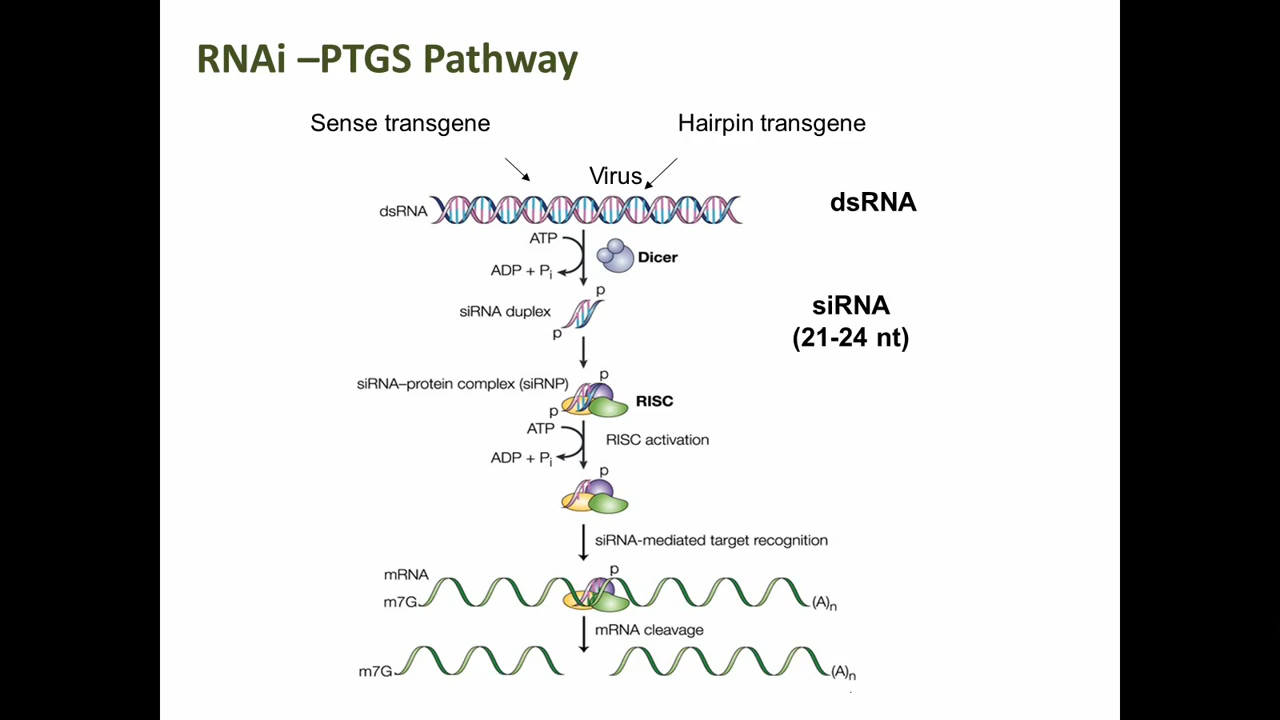 RNAi –PTGS Pathway
Sense transgene
Hairpin transgene
Virus
dsRNA
dsRNA
ATP
Dicer
ADP + Pi
p
siRNA duplex
p
siRNA
(21-24 nt)
p
siRNA–protein complex (siRNP)
RISC
p
ATP
RISC activation
ADP + Pi
p
siRNA-mediated target recognition
p
mRNA
m7G
(A)n
mRNA cleavage
m7G
(A)n